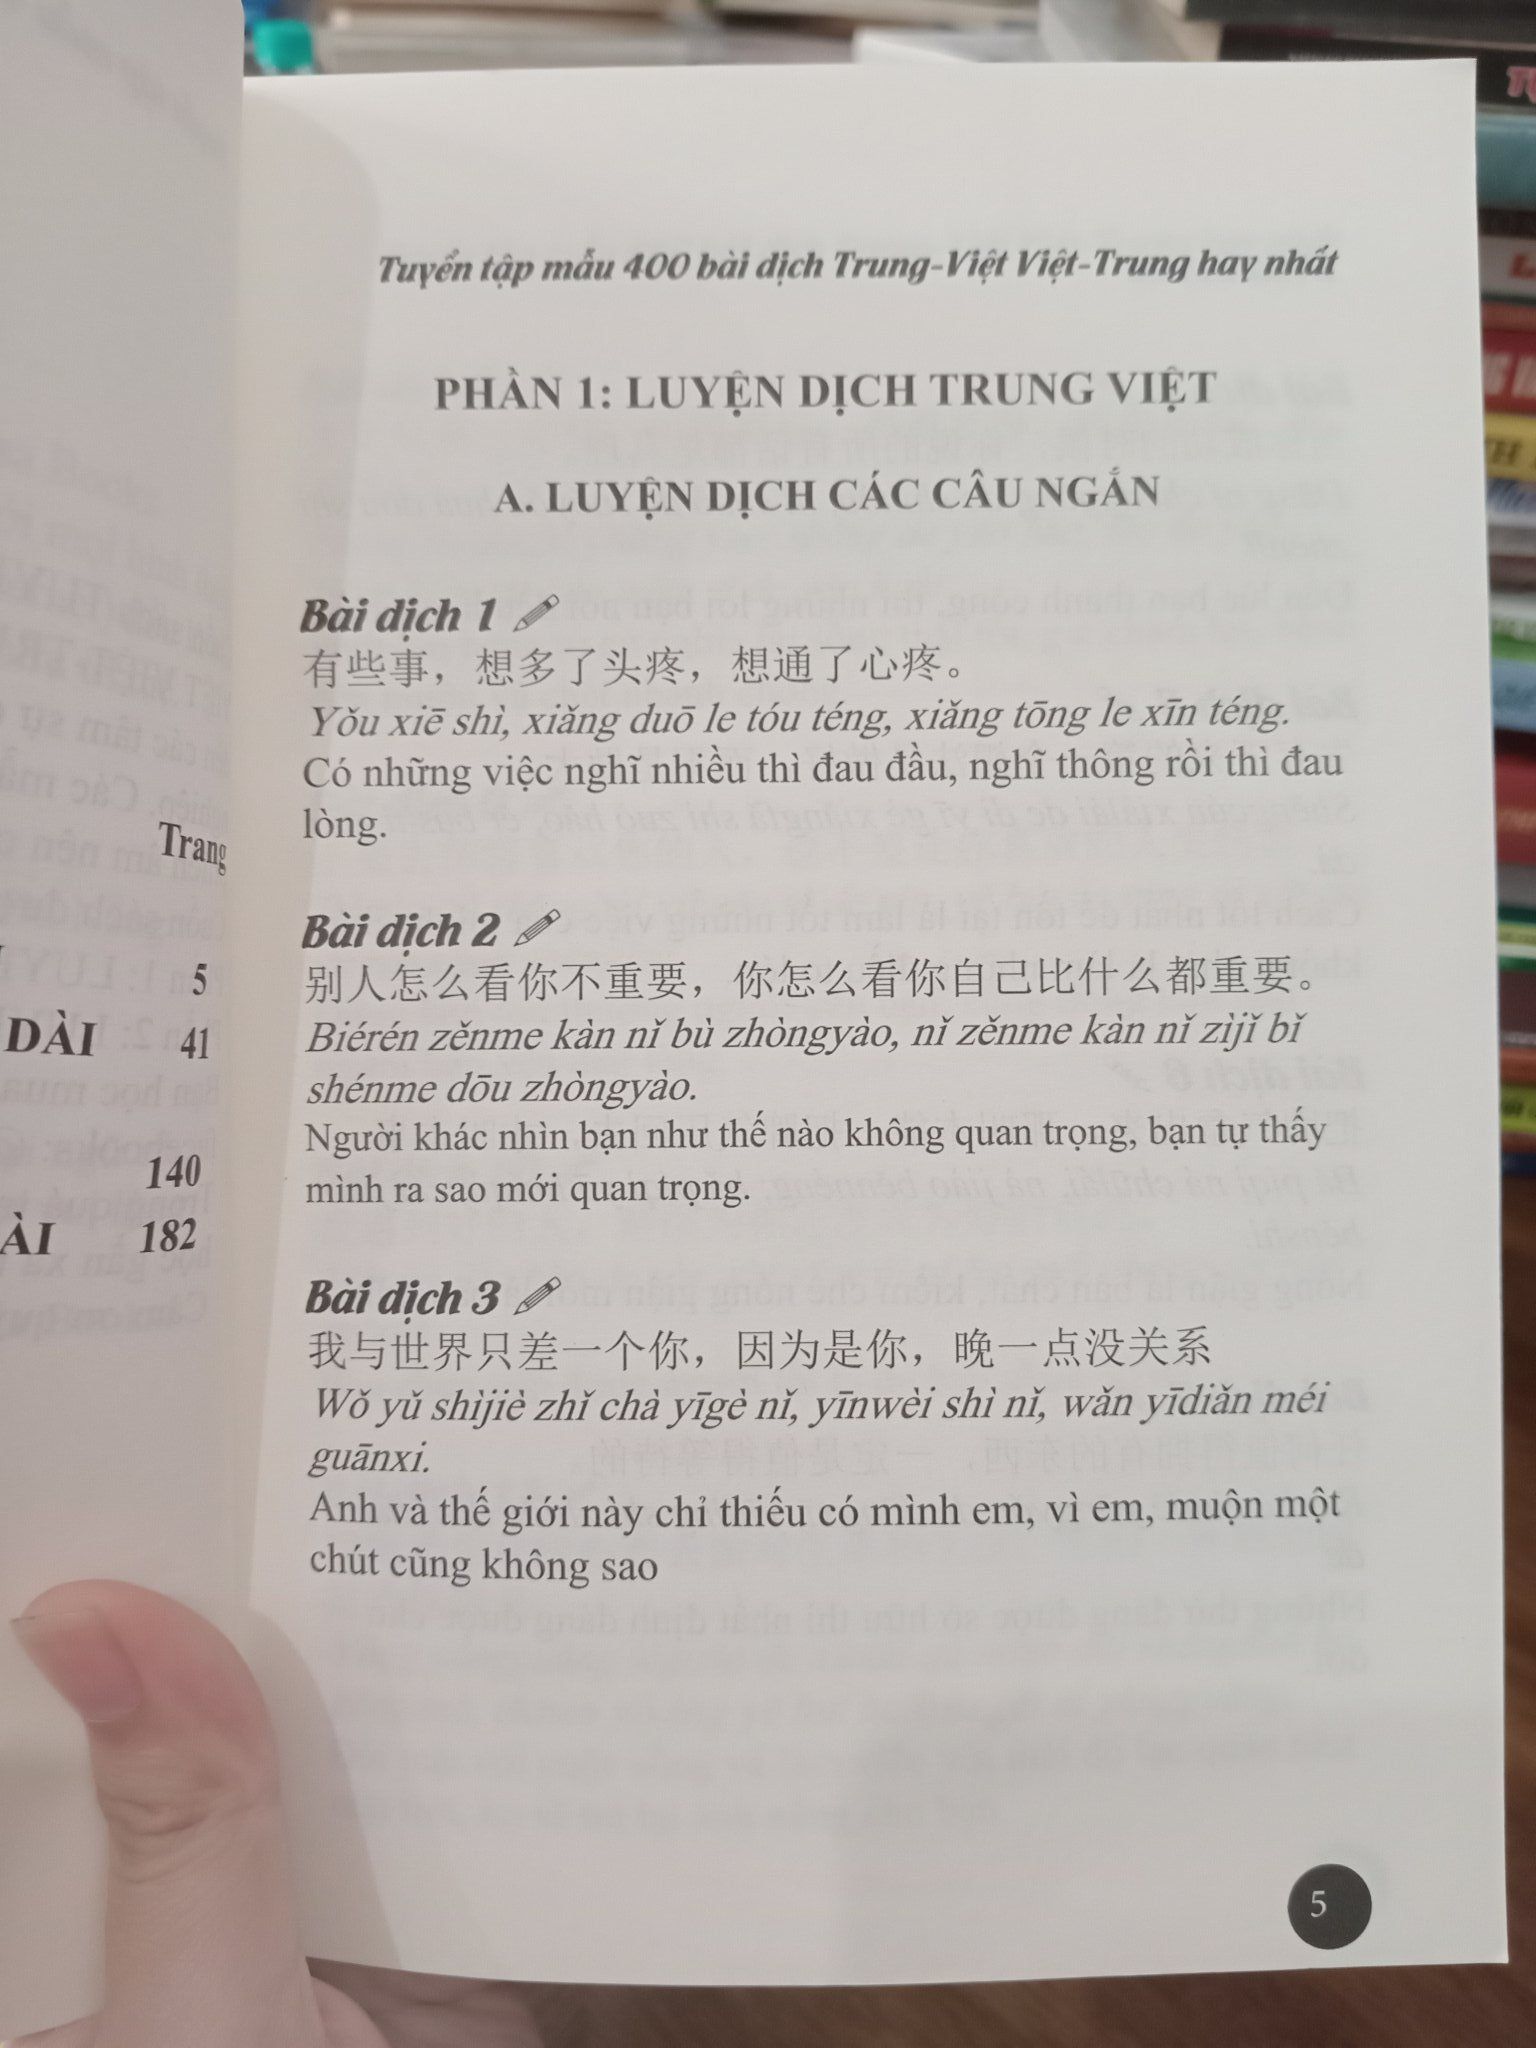 Trang
5
DÀI 41
140
ÀI 182
Tuyển tập mẫu 400 bài dịch Trung-Việt Việt-Trung hay nhất
PHẦN 1: LUYỆN DỊCH TRUNG VIỆT
A. LUYỆN DỊCH CÁC CÂU NGẮN
Bài dịch 1
有些事，想多了头疼，想通了心疼。
Yǒu xiē shì, xiǎng duō le tóu téng, xiǎng tōng le xīn téng.
Có những việc nghĩ nhiều thì đau đầu, nghĩ thông rồi thì đau
lòng.
Bài dịch 2
别人怎么看你不重要，你怎么看你自己比什么都重要。
Biérén zěnme kàn nǐ bù zhòngyào, nǐ zěnme kàn nǐ zìjǐ bǐ
shénme dōu zhòngyào.
Người khác nhìn bạn như thế nào không quan trọng, bạn tự thấy
mình ra sao mới quan trọng.
Bài dịch 3
我与世界只差一个你，因为是你，晚一点没关系
Wǒ yǔ shìjiè zhǐ chà yīgè nǐ, yīnwèi shì nǐ, wǎn yīdiǎn méi
guānxi.
Anh và thế giới này chỉ thiếu có mình em, vì em, muộn một
chút cũng không sao
5